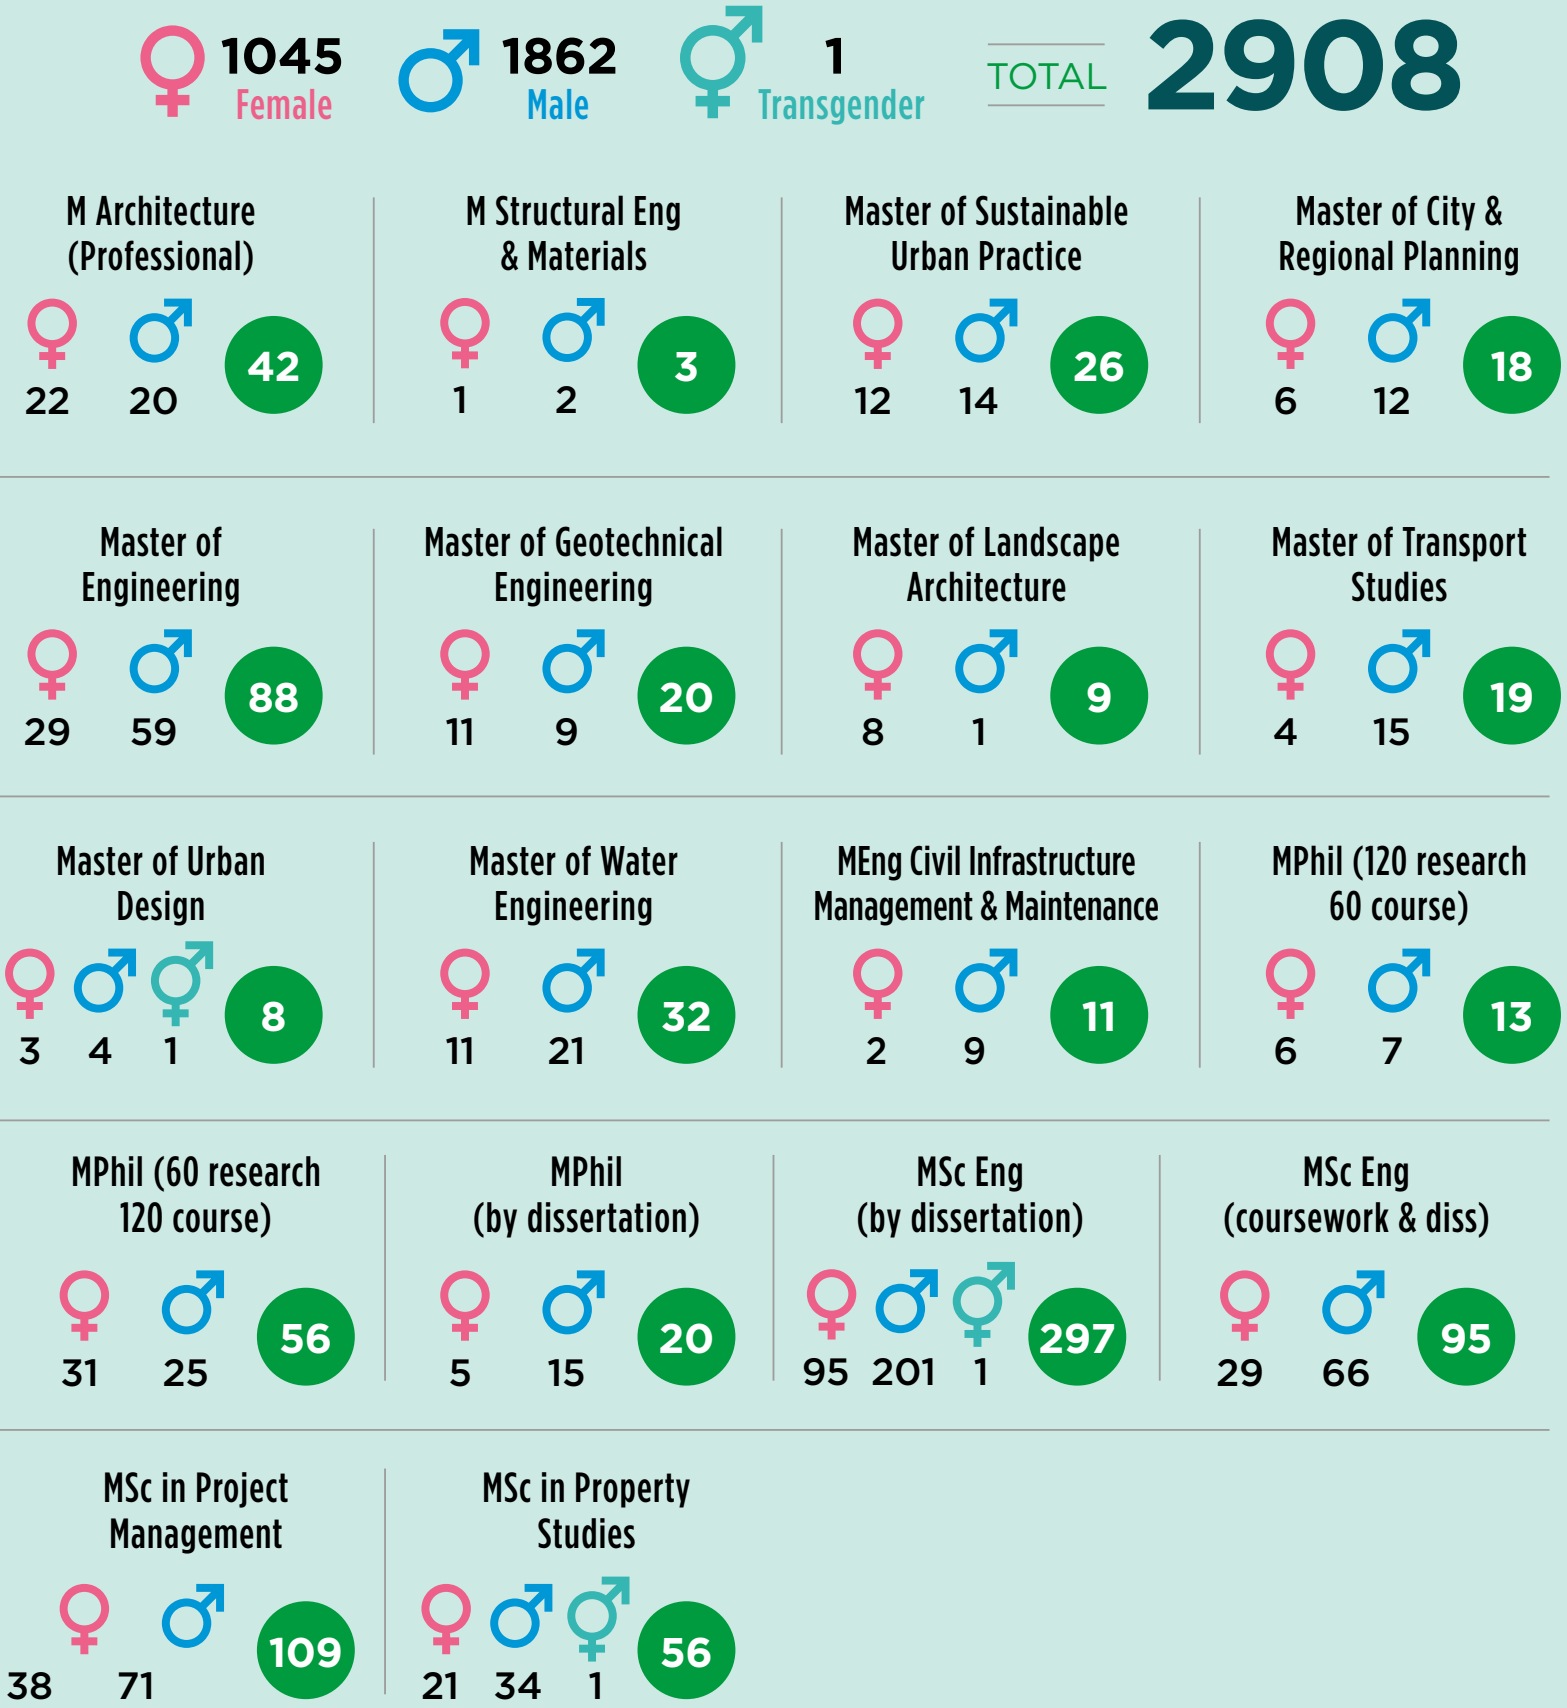 1045
Female
1862
Male
1
Transgender
TOTAL
2908
M Architecture
(Professional)
22
20
42
M Structural Eng
& Materials
1
2
3
Master of Sustainable
Urban Practice
12
14
26
Master of City &
Regional Planning
6
12
18
Master of
Engineering
29
59
88
Master of Geotechnical
Engineering
11
9
20
Master of Landscape
Architecture
8
1
9
Master of Transport
Studies
4
15
19
Master of Urban
Design
3
4
1
8
Master of Water
Engineering
11
21
32
MEng Civil Infrastructure
Management & Maintenance
2
9
11
MPhil (120 research
60 course)
6
7
13
MPhil (60 research
120 course)
31
25
56
MPhil
(by dissertation)
5
15
20
MSc Eng
(by dissertation)
95
201
1
297
MSc Eng
(coursework & diss)
29
66
95
MSc in Project
Management
38
71
109
MSc in Property
Studies
21
34
1
56